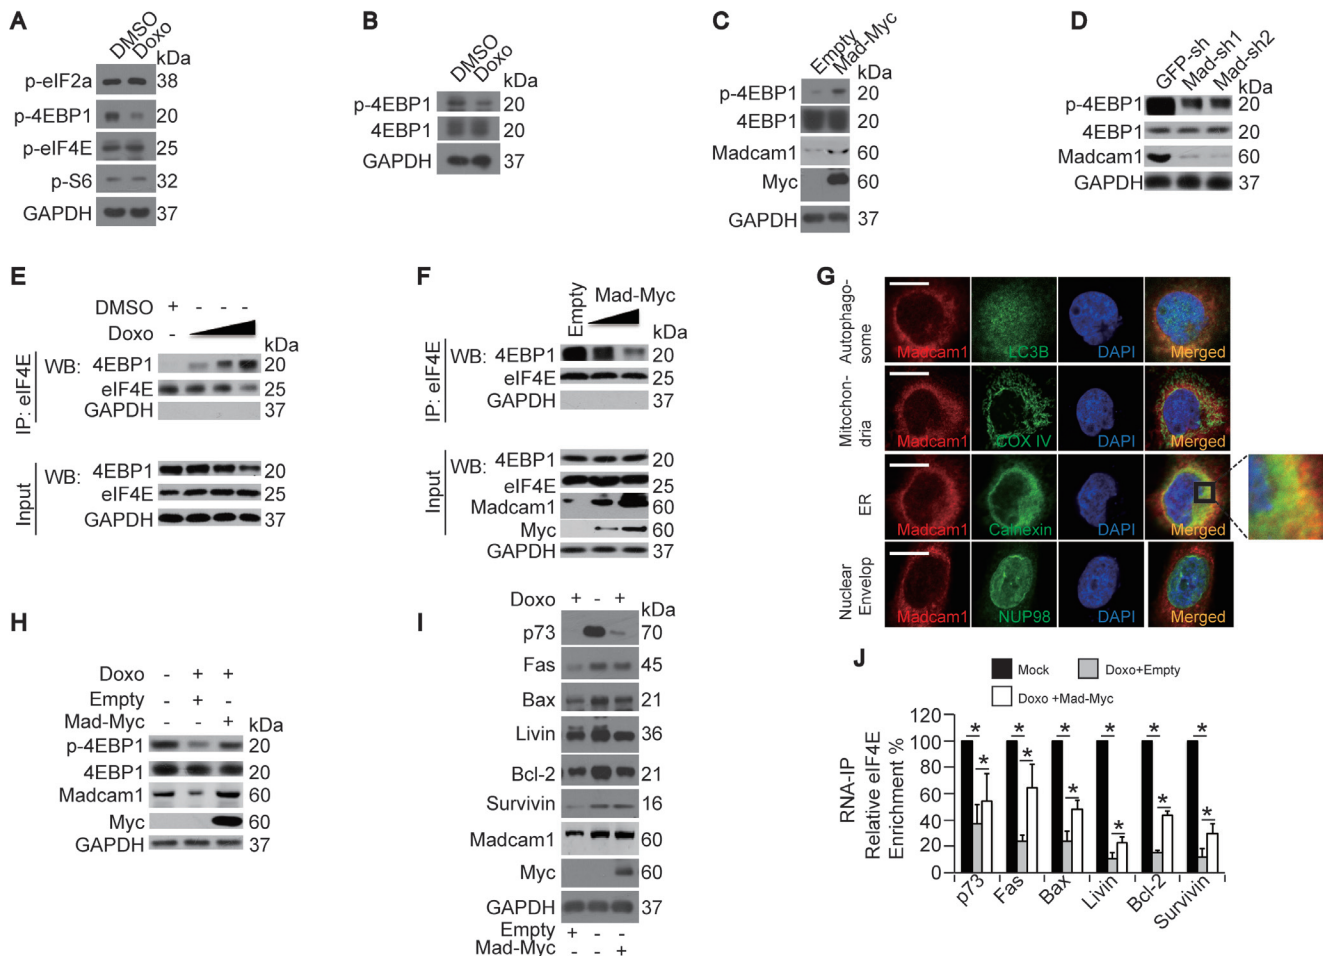 A
DMSO
Doxo
kDa
p-eIF2a 38
p-4EBP1 20
p-eIF4E 25
p-S6 32
GAPDH 37
B
DMSO
Doxo
kDa
p-4EBP1 20
4EBP1 20
GAPDH 37
C
Empty
Mad-Myc
kDa
p-4EBP1 20
4EBP1 20
Madcam1 60
Myc 60
GAPDH 37
D
GFP-sh
Mad-sh1
Mad-sh2
kDa
p-4EBP1 20
4EBP1 20
Madcam1 60
GAPDH 37
E
DMSO + - - -
Doxo -
kDa
IP: eIF4E
WB: 4EBP1 20
eIF4E 25
GAPDH 37
Input
WB: 4EBP1 20
eIF4E 25
GAPDH 37
F
Empty
Mad-Myc
kDa
IP: eIF4E
WB: 4EBP1 20
eIF4E 25
GAPDH 37
Input
WB: 4EBP1 20
eIF4E 25
Madcam1 60
Myc 60
GAPDH 37
G
Autophago-
some
Madcam1 LC3B DAPI Merged
Mitochon-
dria
Madcam1 COX IV DAPI Merged
ER
Madcam1 Calnexin DAPI Merged
Nuclear
Envelop
Madcam1 NUP98 DAPI Merged
H
Doxo - + +
Empty - + -
Mad-Myc - - +
kDa
p-4EBP1 20
4EBP1 20
Madcam1 60
Myc 60
GAPDH 37
I
Doxo + - +
kDa
p73 70
Fas 45
Bax 21
Livin 36
Bcl-2 21
Survivin 16
Madcam1 60
Myc 60
GAPDH 37
Empty + - -
Mad-Myc - - +
J
Mock
Doxo+Empty
Doxo +Mad-Myc
RNA-IP
Relative eIF4E
Enrichment %
120
100
80
60
40
20
0
* * * * * *
* * * * * *
p73
Fas
Bax
Livin
Bcl-2
Survivin